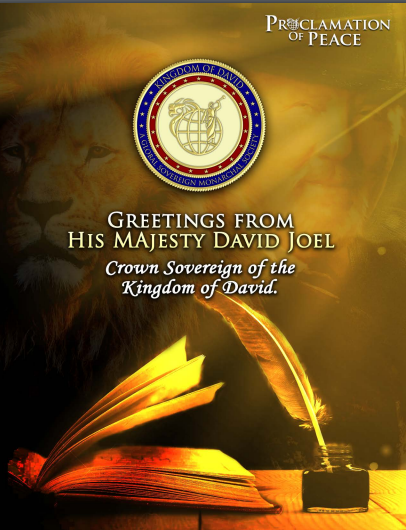 PROCLAMATION
OF PEACE
KINGDOM OF DAVID
A GLOBAL SOVEREIGN MONARCHAL SOCIETY
GREETINGS FROM
HIS MAJESTY DAVID JOEL
Crown Sovereign of the
Kingdom of David.